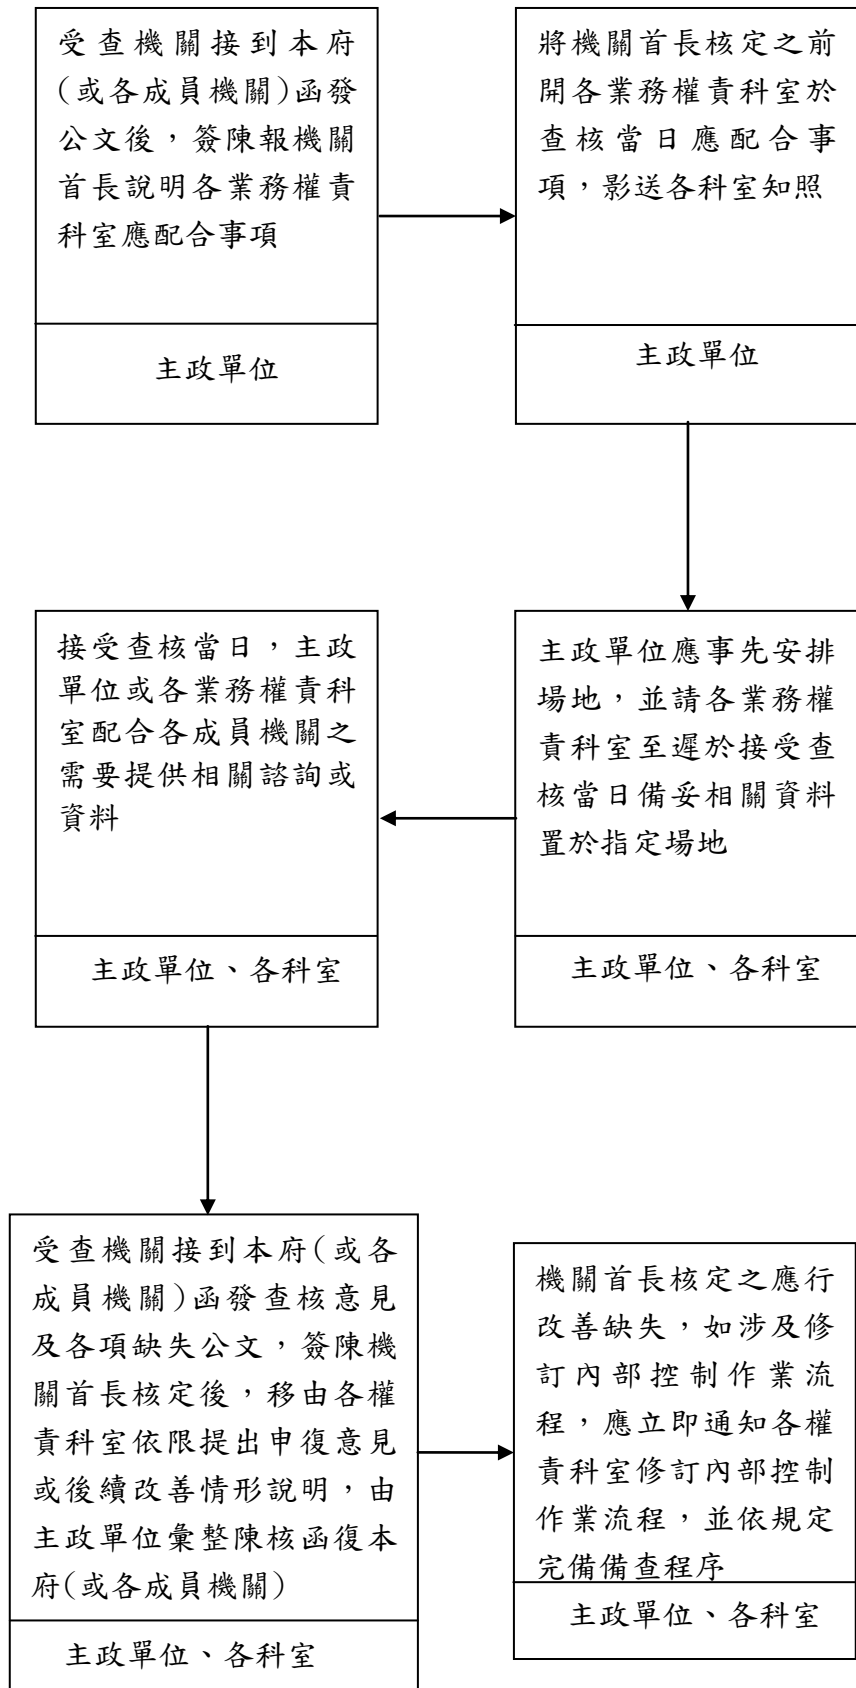 受查機關接到本府
(或各成員機關)函發
公文後，簽陳報機關
首長說明各業務權責
科室應配合事項
主政單位
將機關首長核定之前
開各業務權責科室於
查核當日應配合事
項，影送各科室知照
主政單位
主政單位應事先安排
場地，並請各業務權
責科室至遲於接受查
核當日備妥相關資料
置於指定場地
主政單位、各科室
接受查核當日，主政
單位或各業務權責科
室配合各成員機關之
需要提供相關諮詢或
資料
主政單位、各科室
受查機關接到本府(或各
成員機關)函發查核意見
及各項缺失公文，簽陳機
關首長核定後，移由各權
責科室依限提出申復意見
或後續改善情形說明，由
主政單位彙整陳核函復本
府(或各成員機關)
主政單位、各科室
機關首長核定之應行
改善缺失，如涉及修
訂內部控制作業流
程，應立即通知各權
責科室修訂內部控制
作業流程，並依規定
完備備查程序
主政單位、各科室